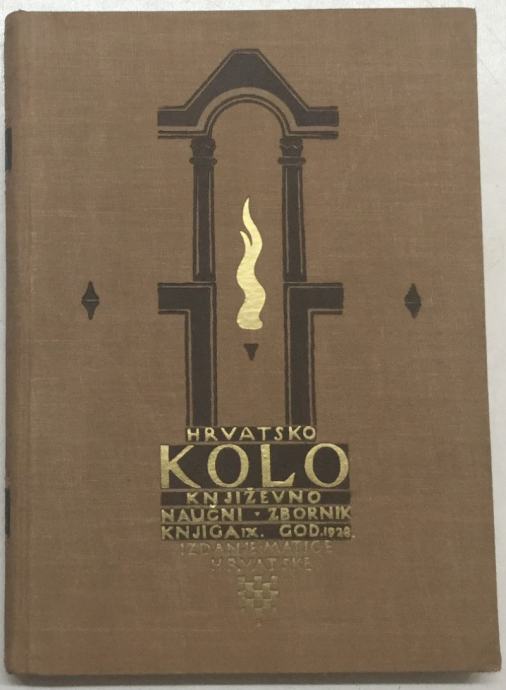 HRVATSKO
KOLO
KNJIŽEVNO
NAUČNI · ZBORNIK
KNJIGA IX. GOD. 1928.
IZDANJE MATICE
HRVATSKE